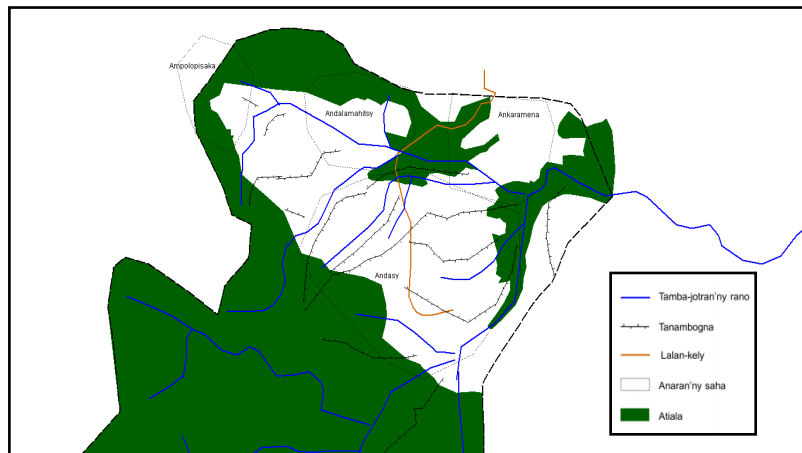 Ampolopisaka
Andalamahitsy
Ankaramena
Andasy
Tamba-jotran'ny rano
Tanambogna
Lalan-kely
Anaran'ny saha
Atiala